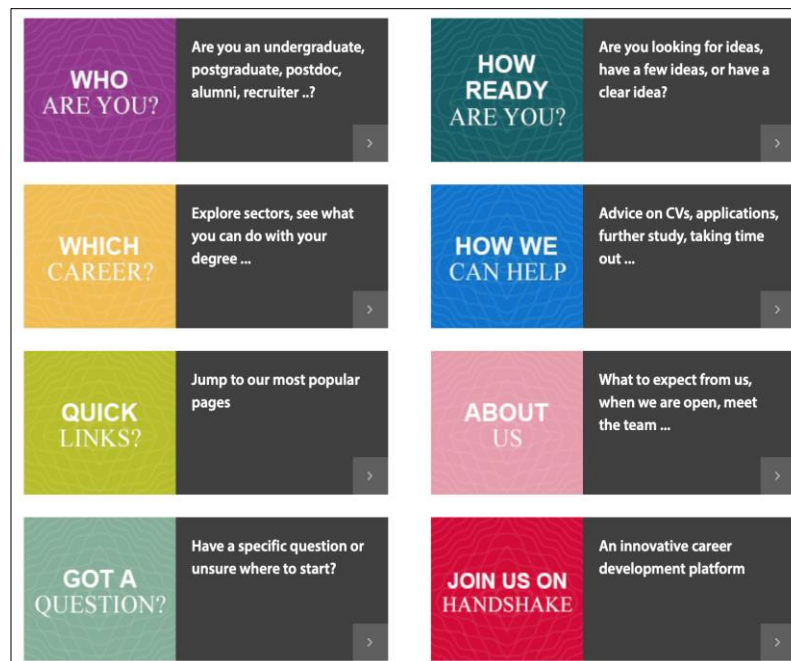 WHO
ARE YOU?
Are you an undergraduate,
postgraduate, postdoc,
alumni, recruiter ..?
HOW
READY
ARE YOU?
Are you looking for ideas,
have a few ideas, or have a
clear idea?
WHICH
CAREER?
Explore sectors, see what
you can do with your
degree ...
HOW WE
CAN HELP
Advice on CVs, applications,
further study, taking time
out ...
QUICK
LINKS?
Jump to our most popular
pages
ABOUT
US
What to expect from us,
when we are open, meet
the team ...
GOT A
QUESTION?
Have a specific question or
unsure where to start?
JOIN US ON
HANDSHAKE
An innovative career
development platform